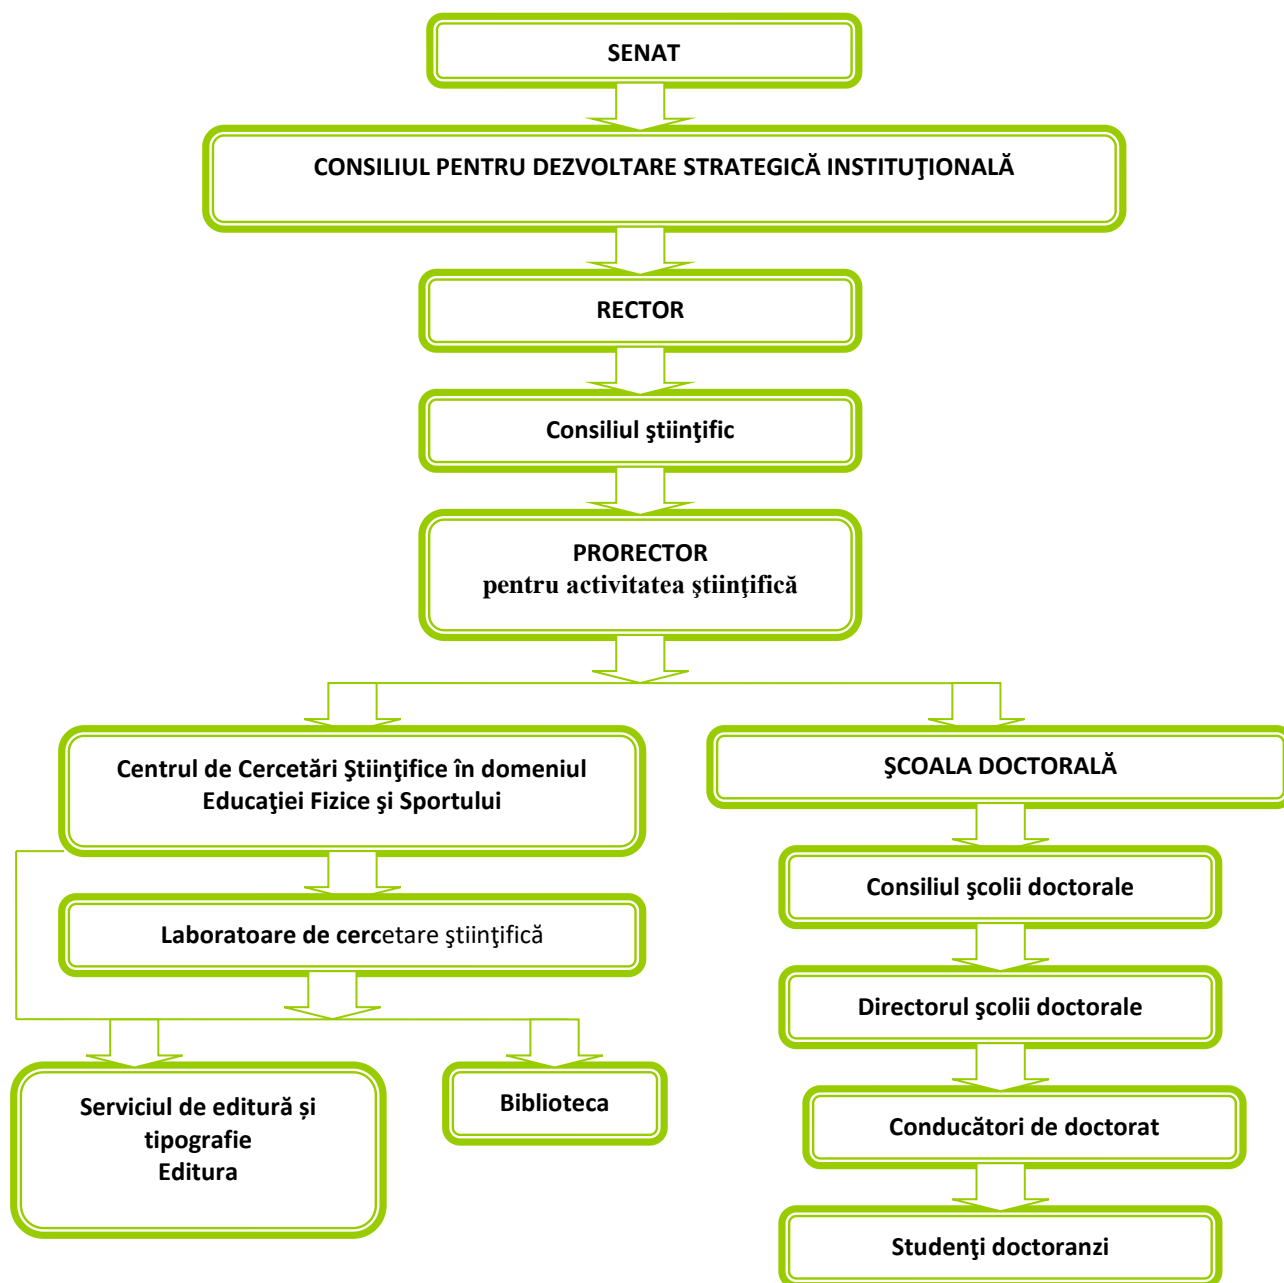 SENAT
CONSILIUL PENTRU DEZVOLTARE STRATEGICĂ INSTITUŢIONALĂ
RECTOR
Consiliul ştiinţific
PRORECTOR
pentru activitatea ştiinţifică
Centrul de Cercetări Ştiinţifice în domeniul
Educaţiei Fizice şi Sportului
Laboratoare de cercetare ştiinţifică
Serviciul de editură și
tipografie
Editura
Biblioteca
ŞCOALA DOCTORALĂ
Consiliul şcolii doctorale
Directorul şcolii doctorale
Conducători de doctorat
Studenţi doctoranzi